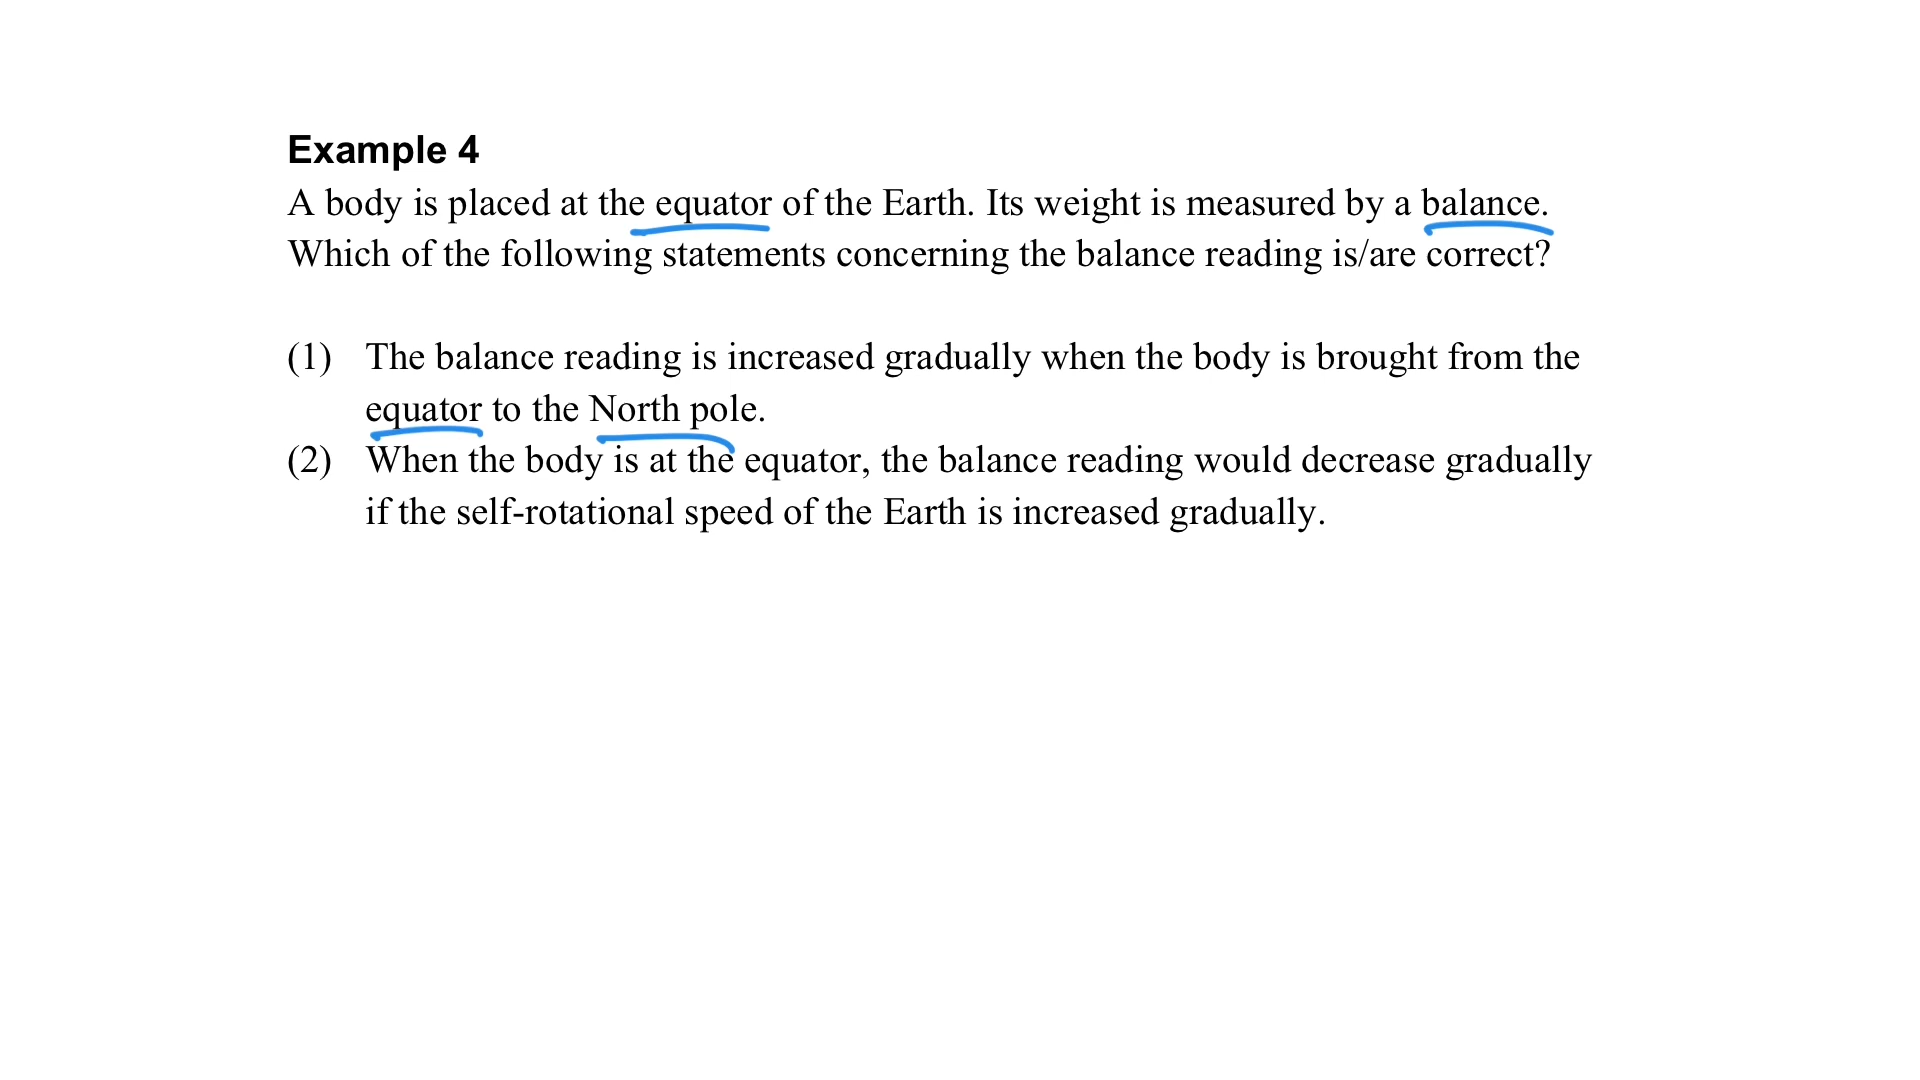 Example 4
A body is placed at the equator of the Earth. Its weight is measured by a balance.
Which of the following statements concerning the balance reading is/are correct?
(1) The balance reading is increased gradually when the body is brought from the
equator to the North pole.
(2) When the body is at the equator, the balance reading would decrease gradually
if the self-rotational speed of the Earth is increased gradually.